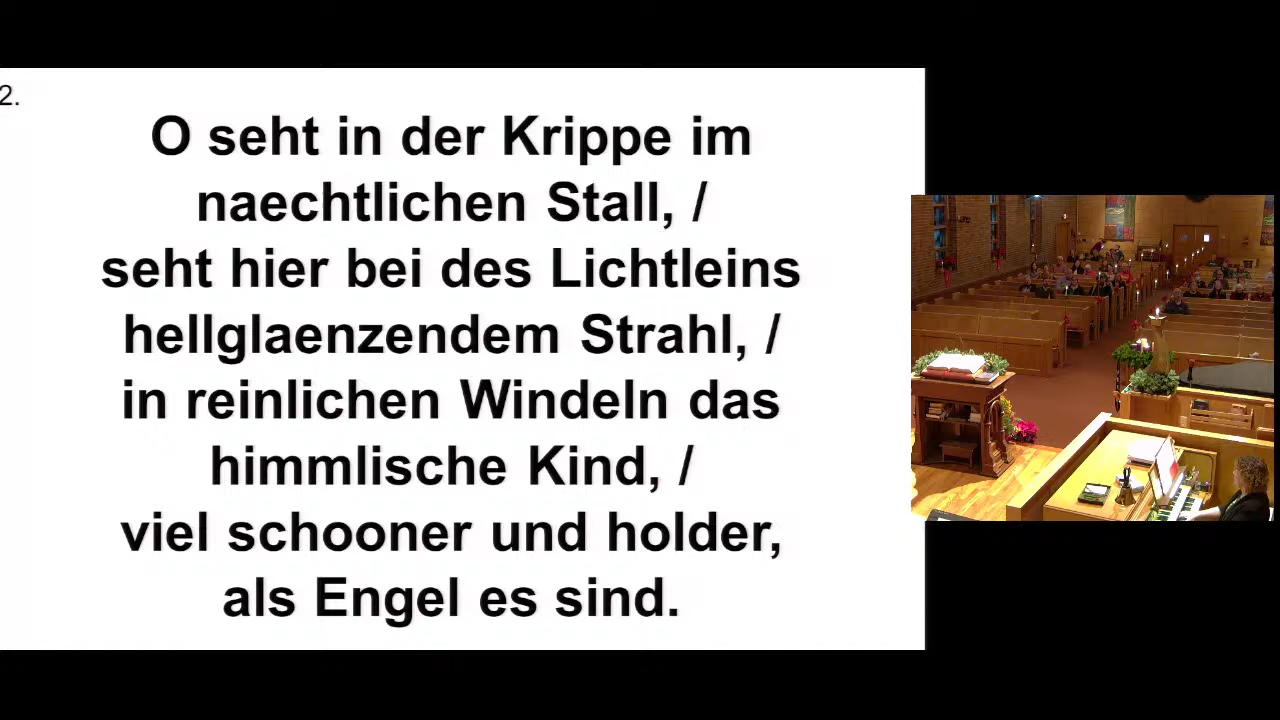 2.
O seht in der Krippe im
naechtlichen Stall, /
seht hier bei des Lichtleins
hellglaenzendem Strahl, /
in reinlichen Windeln das
himmlische Kind, /
viel schooner und holder,
als Engel es sind.